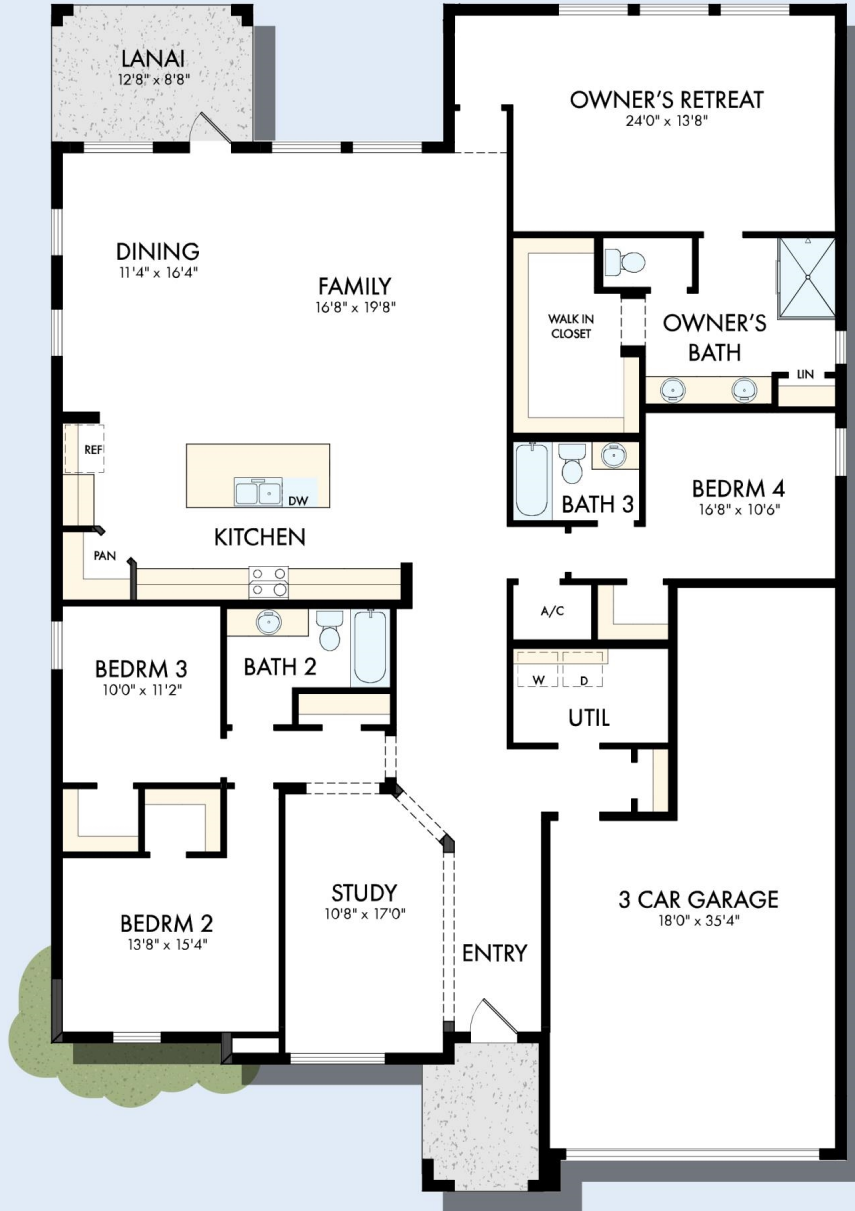 LANAI
12'8" x 8'8"
OWNER'S RETREAT
24'0" x 13'8"
DINING
11'4" x 16'4"
FAMILY
16'8" x 19'8"
WALK IN
CLOSET
OWNER'S
BATH
LIN
REF
DW
KITCHEN
PAN
BATH 3
BEDRM 4
16'8" x 10'6"
A/C
BEDRM 3
10'0" x 11'2"
BATH 2
W
D
UTIL
STUDY
10'8" x 17'0"
BEDRM 2
13'8" x 15'4"
ENTRY
3 CAR GARAGE
18'0" x 35'4"